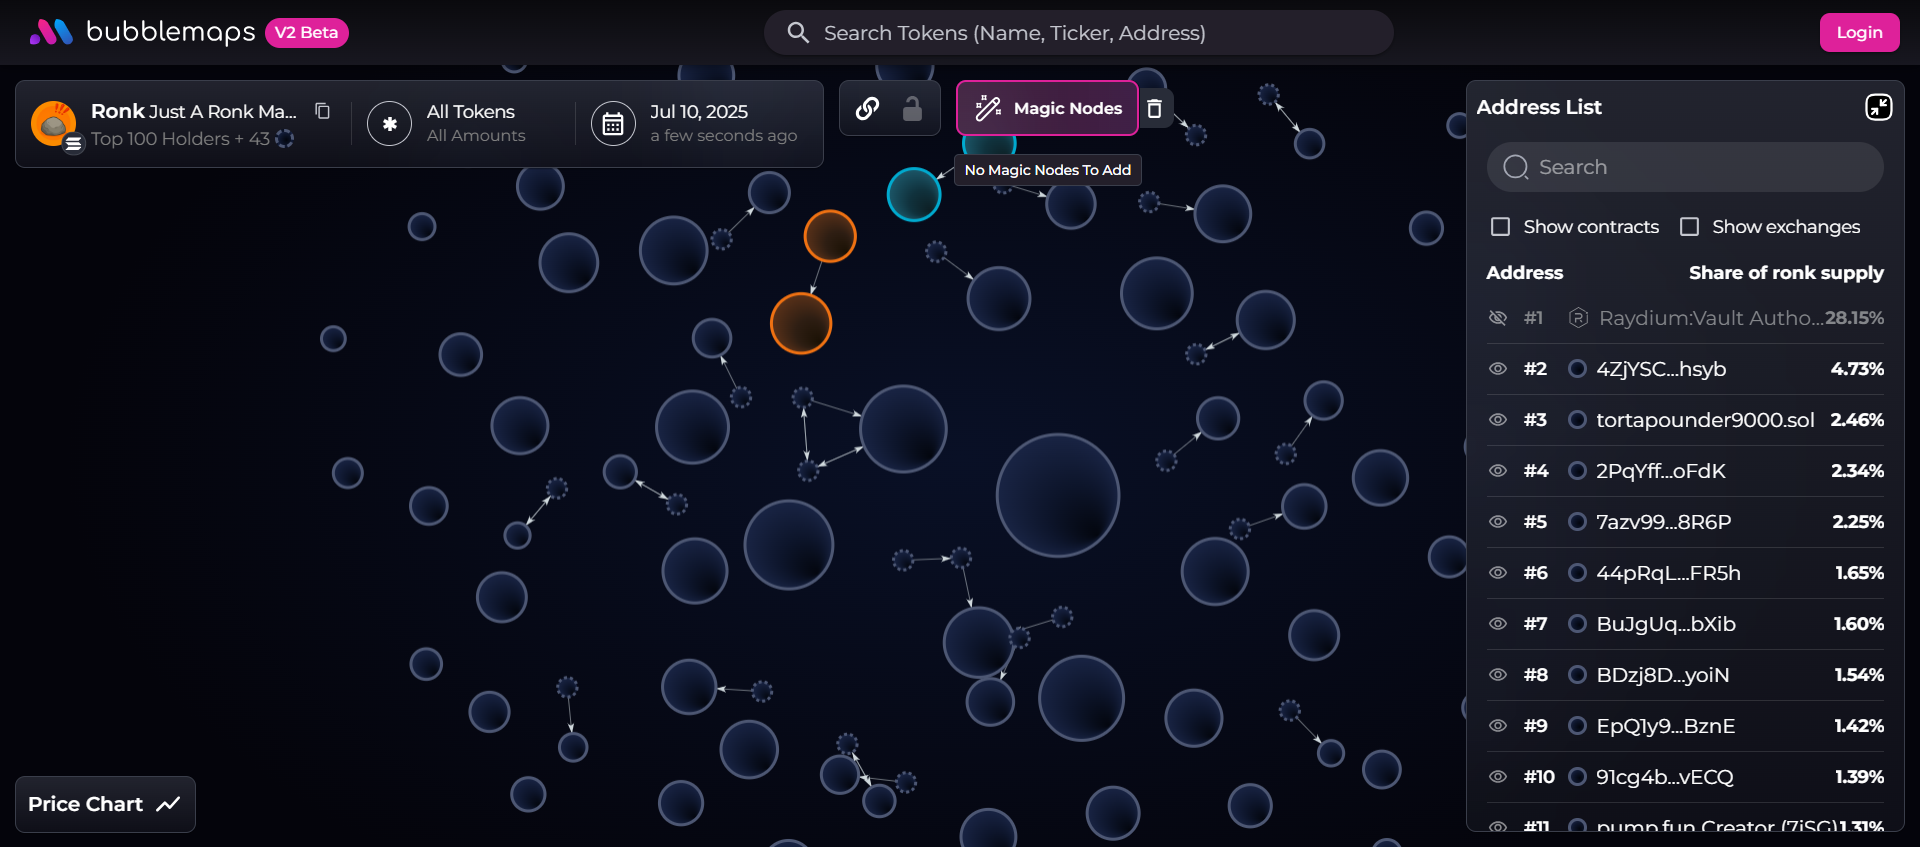 bubblemaps V2 Beta
Search Tokens (Name, Ticker, Address)
Login
Ronk Just A Ronk Ma...
Top 100 Holders + 43
All Tokens
All Amounts
Jul 10, 2025
a few seconds ago
Magic Nodes
No Magic Nodes To Add
Address List
Search
Show contracts
Show exchanges
Address Share of ronk supply
#1 Raydium:Vault Autho... 28.15%
#2 4ZjYSC...hsyb 4.73%
#3 tortapounder9000.sol 2.46%
#4 2PqYff...oFdK 2.34%
#5 7azv99...8R6P 2.25%
#6 44pRqL...FR5h 1.65%
#7 BuJgUq...bXib 1.60%
#8 BDzj8D...yoiN 1.54%
#9 EpQ1y9...BznE 1.42%
#10 91cg4b...vECQ 1.39%
#11 pump.fun Creator (7iSG) 1.31%
Price Chart